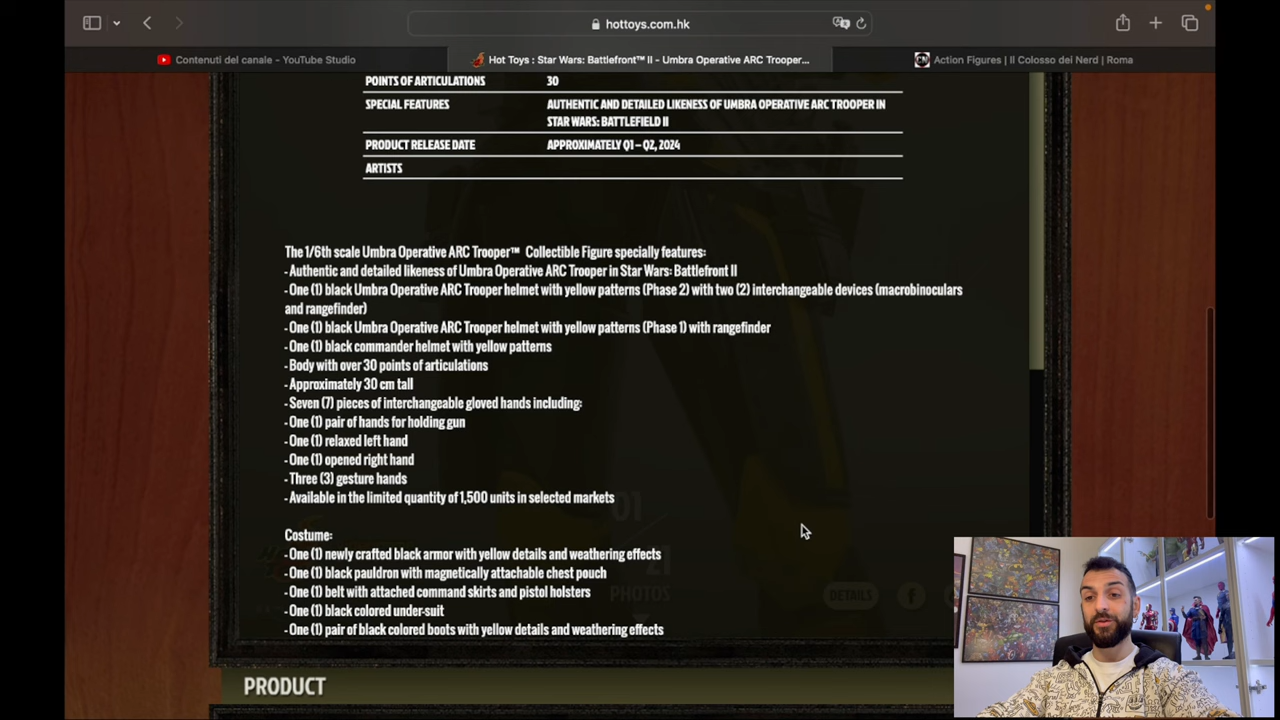 hottoys.com.hk
Contenuti del canale – YouTube Studio
Hot Toys : Star Wars: Battlefront™ II - Umbra Operative ARC Trooper...
Action Figures | Il Colosso dei Nerd | Roma
POINTS OF ARTICULATIONS 30
SPECIAL FEATURES AUTHENTIC AND DETAILED LIKENESS OF UMBRA OPERATIVE ARC TROOPER IN
STAR WARS: BATTLEFIELD II
PRODUCT RELEASE DATE APPROXIMATELY Q1 – Q2, 2024
ARTISTS
The 1/6th scale Umbra Operative ARC Trooper™ Collectible Figure specially features:
- Authentic and detailed likeness of Umbra Operative ARC Trooper in Star Wars: Battlefront II
- One (1) black Umbra Operative ARC Trooper helmet with yellow patterns (Phase 2) with two (2) interchangeable devices (macrobinoculars
and rangefinder)
- One (1) black Umbra Operative ARC Trooper helmet with yellow patterns (Phase 1) with rangefinder
- One (1) black commander helmet with yellow patterns
- Body with over 30 points of articulations
- Approximately 30 cm tall
- Seven (7) pieces of interchangeable gloved hands including:
- One (1) pair of hands for holding gun
- One (1) relaxed left hand
- One (1) opened right hand
- Three (3) gesture hands
- Available in the limited quantity of 1,500 units in selected markets
01
21
PHOTOS
DETAILS
Costume:
- One (1) newly crafted black armor with yellow details and weathering effects
- One (1) black pauldron with magnetically attachable chest pouch
- One (1) belt with attached command skirts and pistol holsters
- One (1) black colored under-suit
- One (1) pair of black colored boots with yellow details and weathering effects
PRODUCT